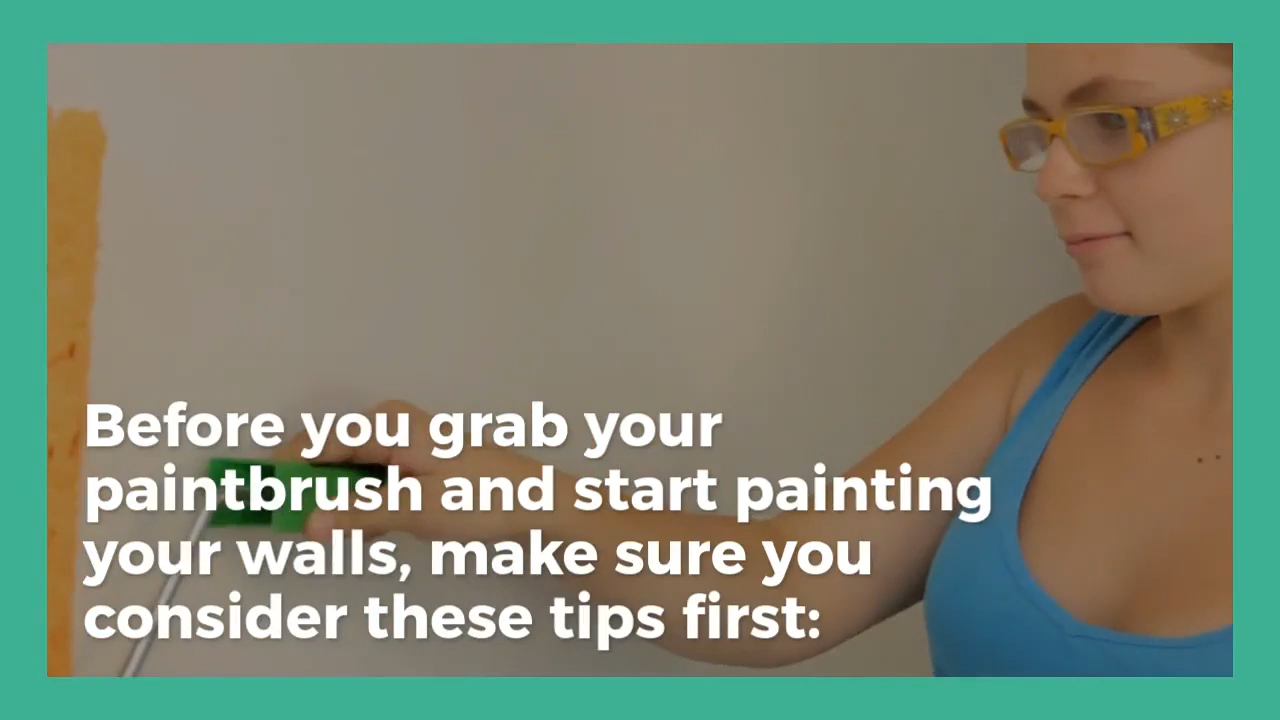 Before you grab your
paintbrush and start painting
your walls, make sure you
consider these tips first: